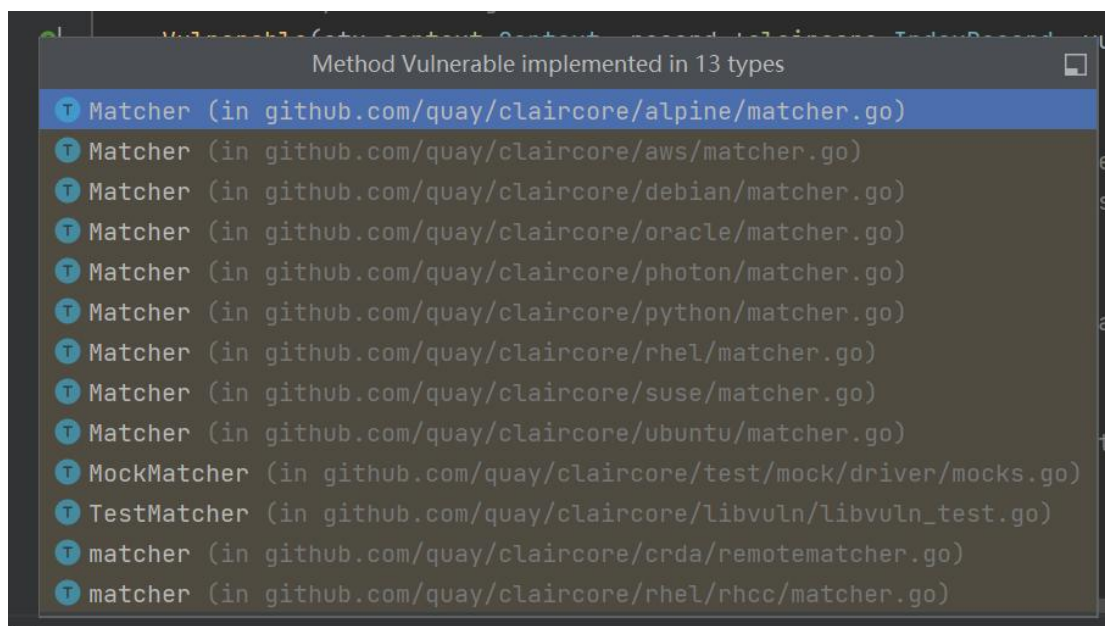 Method Vulnerable implemented in 13 types
T Matcher (in github.com/quay/claircore/alpine/matcher.go)
T Matcher (in github.com/quay/claircore/aws/matcher.go)
T Matcher (in github.com/quay/claircore/debian/matcher.go)
T Matcher (in github.com/quay/claircore/oracle/matcher.go)
T Matcher (in github.com/quay/claircore/photon/matcher.go)
T Matcher (in github.com/quay/claircore/python/matcher.go)
T Matcher (in github.com/quay/claircore/rhel/matcher.go)
T Matcher (in github.com/quay/claircore/suse/matcher.go)
T Matcher (in github.com/quay/claircore/ubuntu/matcher.go)
T MockMatcher (in github.com/quay/claircore/test/mock/driver/mocks.go)
T TestMatcher (in github.com/quay/claircore/libvuln/libvuln_test.go)
T matcher (in github.com/quay/claircore/crda/remotematcher.go)
T matcher (in github.com/quay/claircore/rhel/rhcc/matcher.go)